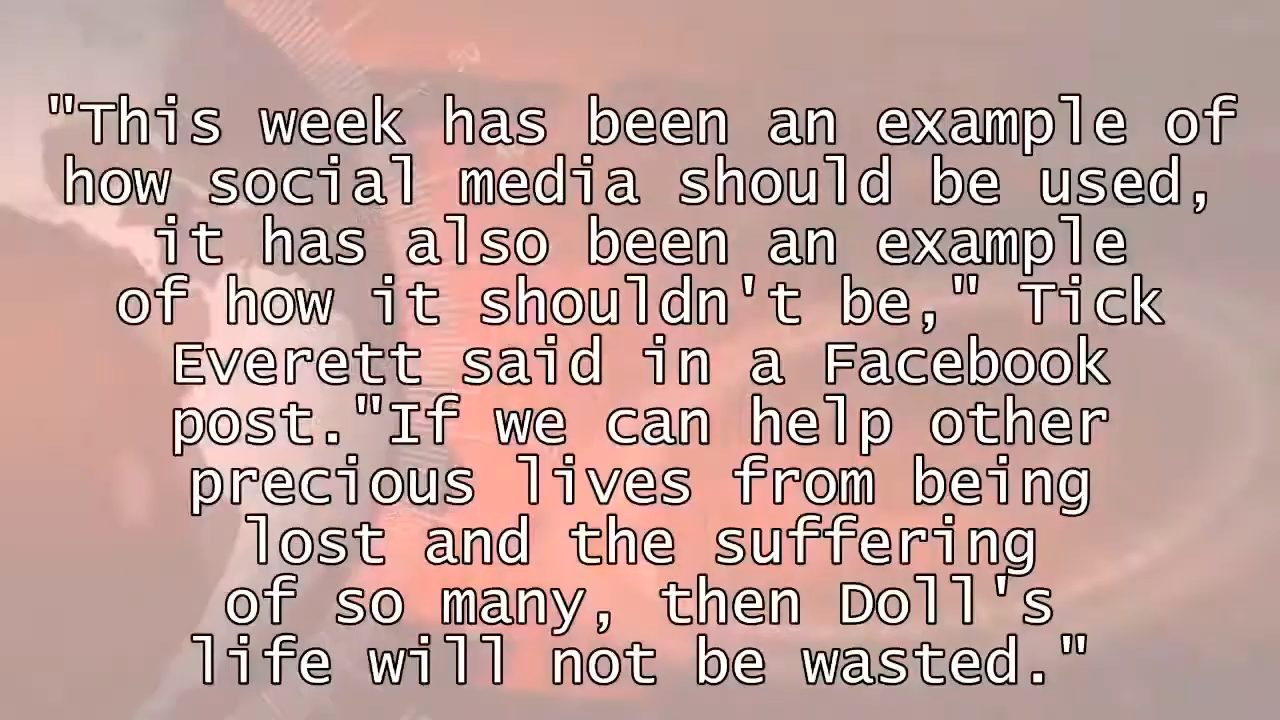 "This week has been an example of
how social media should be used,
it has also been an example
of how it shouldn't be," Tick
Everett said in a Facebook
post."If we can help other
precious lives from being
lost and the suffering
of so many, then Doll's
life will not be wasted."